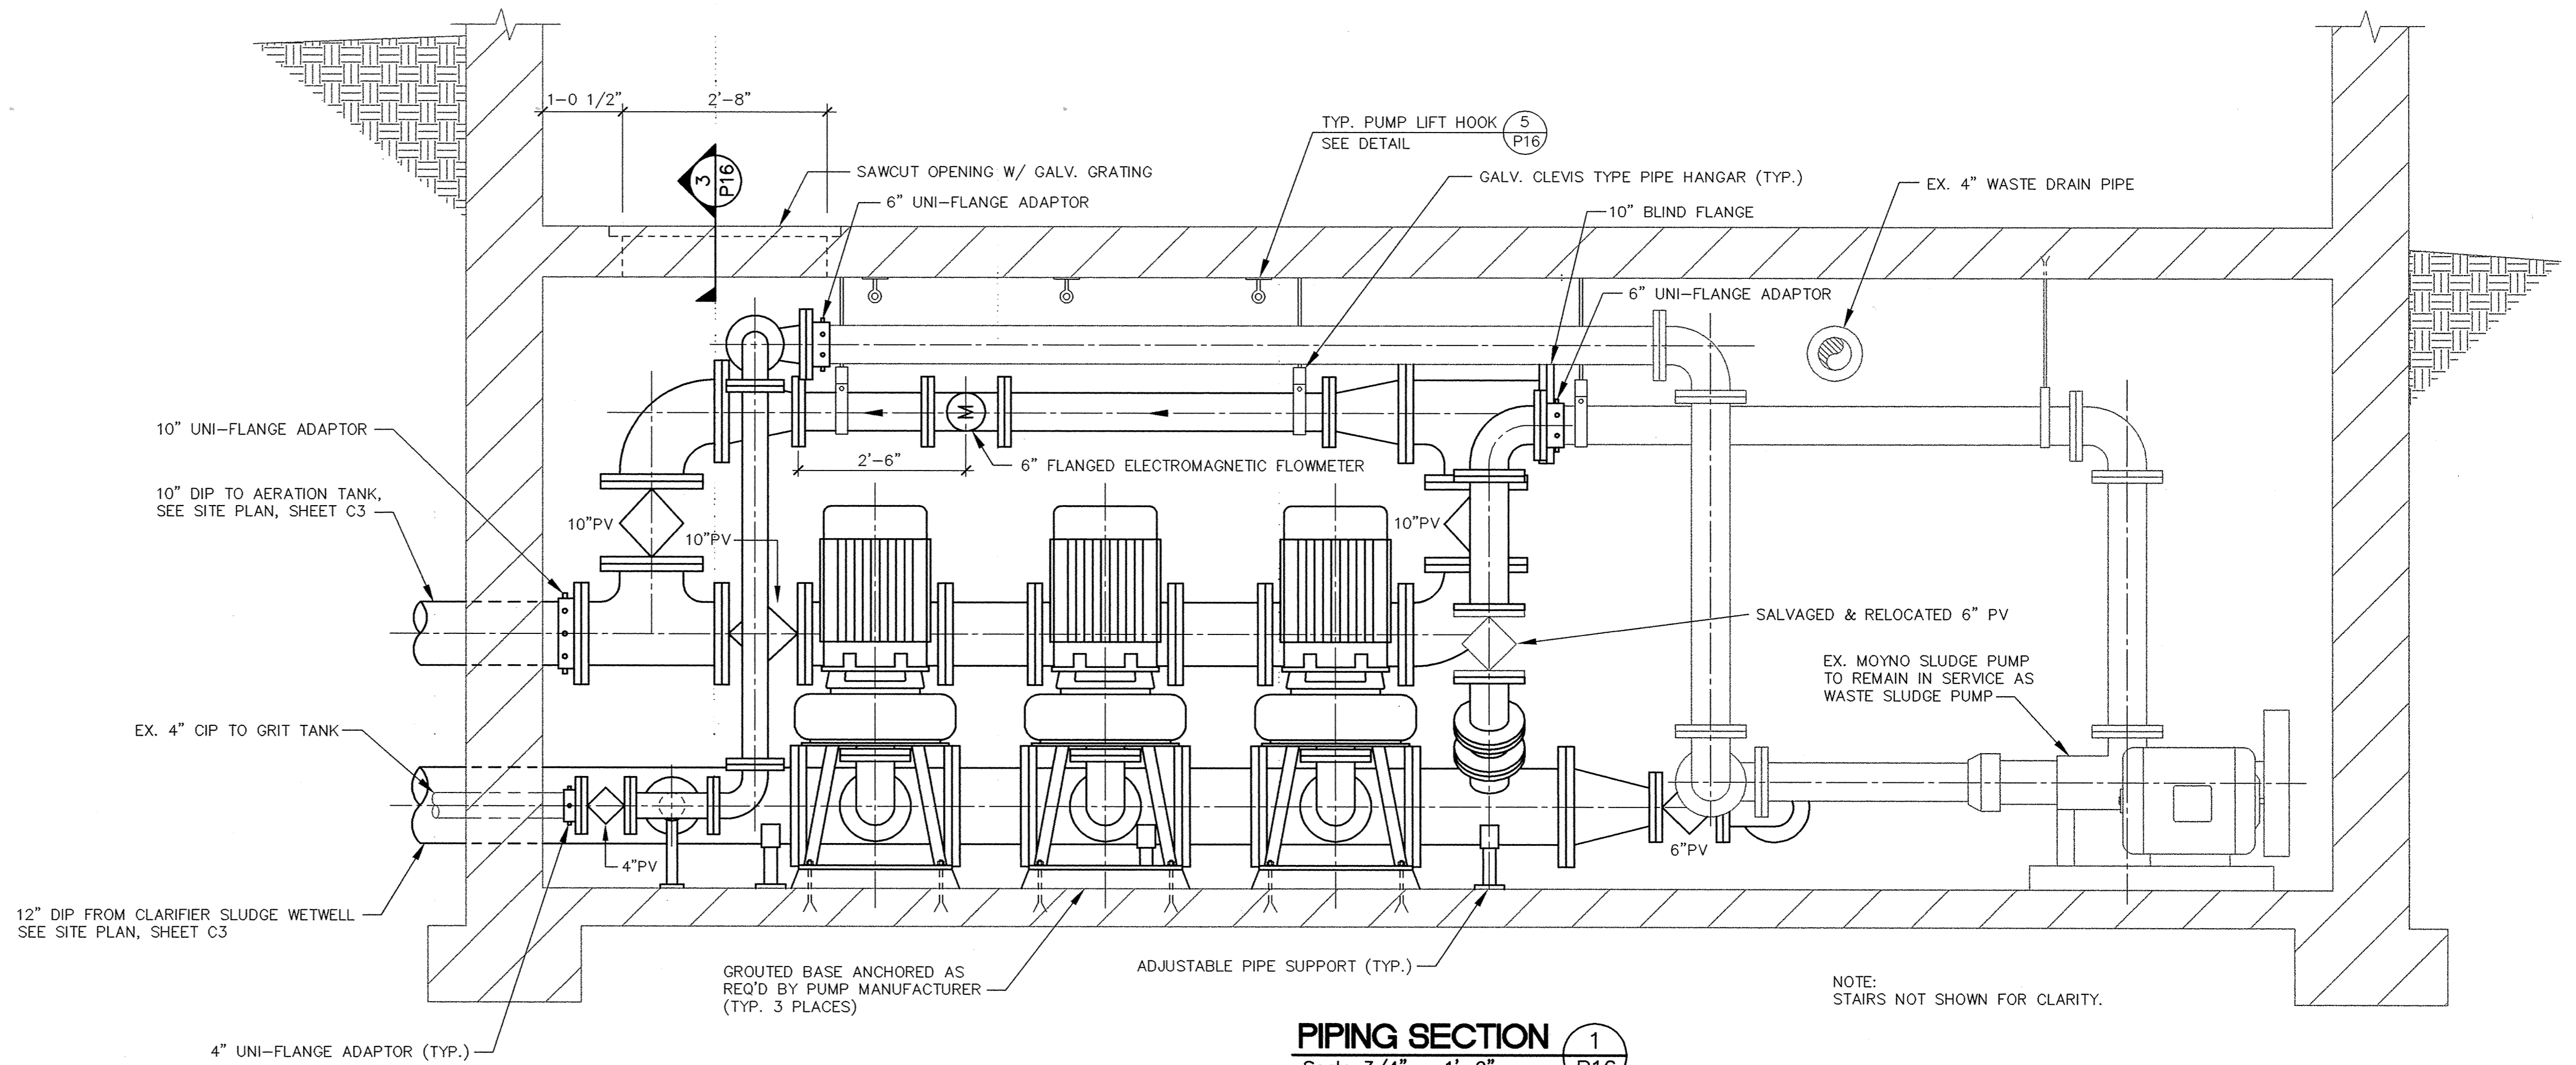 1-0 1/2"
2'-8"
TYP. PUMP LIFT HOOK
SEE DETAIL
5
P16
3
P16
SAWCUT OPENING W/ GALV. GRATING
GALV. CLEVIS TYPE PIPE HANGAR (TYP.)
EX. 4" WASTE DRAIN PIPE
6" UNI-FLANGE ADAPTOR
10" BLIND FLANGE
6" UNI-FLANGE ADAPTOR
10" UNI-FLANGE ADAPTOR
M
2'-6"
6" FLANGED ELECTROMAGNETIC FLOWMETER
10" DIP TO AERATION TANK,
SEE SITE PLAN, SHEET C3
10"PV
10"PV
10"PV
SALVAGED & RELOCATED 6" PV
EX. MOYNO SLUDGE PUMP
TO REMAIN IN SERVICE AS
WASTE SLUDGE PUMP
EX. 4" CIP TO GRIT TANK
4"PV
6"PV
12" DIP FROM CLARIFIER SLUDGE WETWELL
SEE SITE PLAN, SHEET C3
GROUTED BASE ANCHORED AS
REQ'D BY PUMP MANUFACTURER
(TYP. 3 PLACES)
ADJUSTABLE PIPE SUPPORT (TYP.)
NOTE:
STAIRS NOT SHOWN FOR CLARITY.
4" UNI-FLANGE ADAPTOR (TYP.)
PIPING SECTION
1
P16